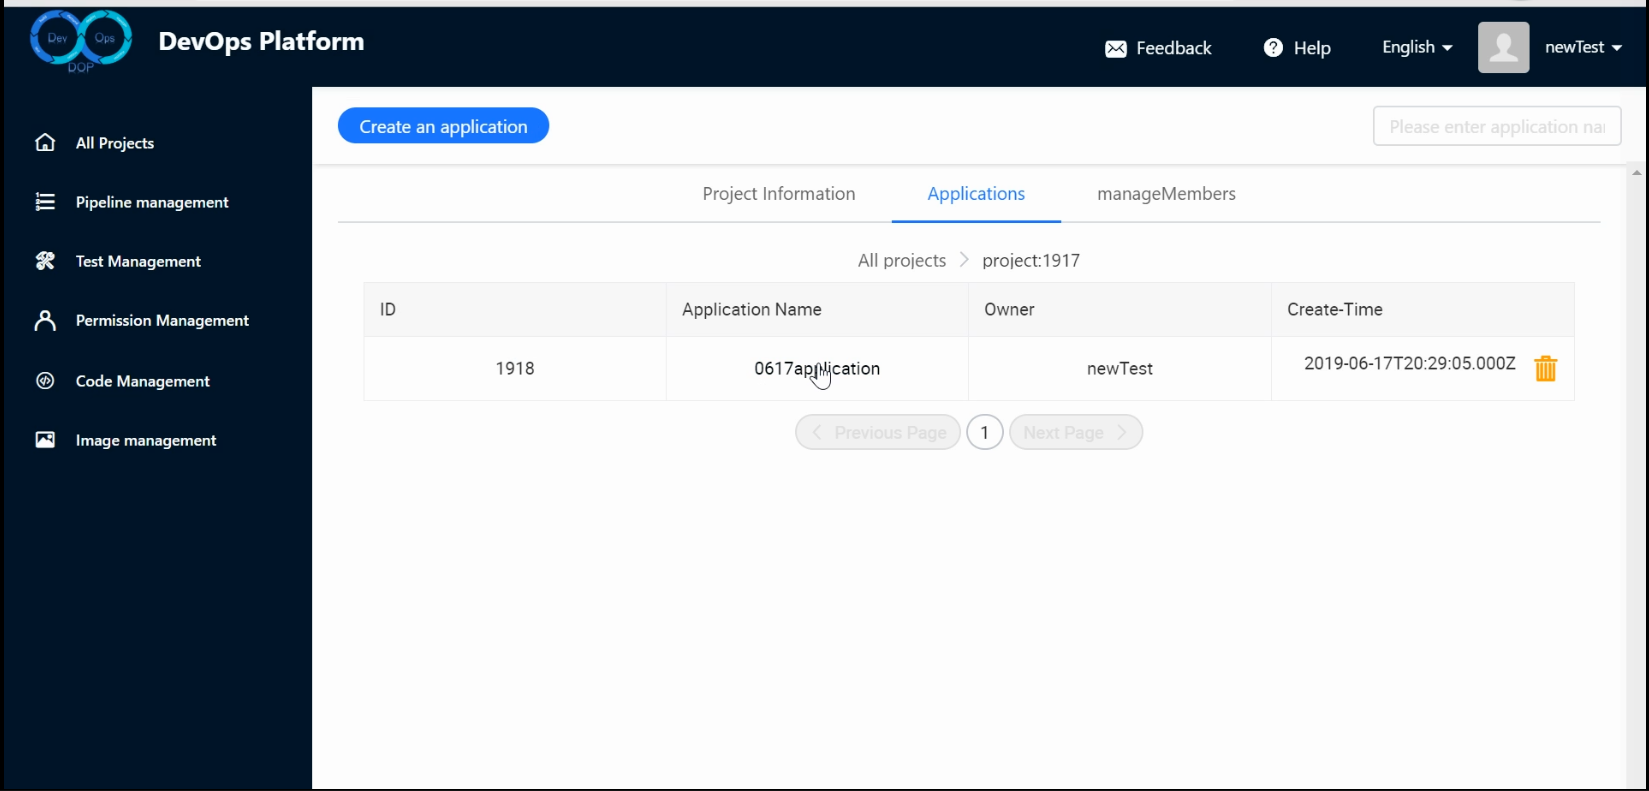 Dev Ops
DOP
DevOps Platform
Feedback
Help
English
newTest
All Projects
Pipeline management
Test Management
Permission Management
Code Management
Image management
Create an application
Please enter application nai
Project Information
Applications
manageMembers
All projects > project:1917
ID
Application Name
Owner
Create-Time
1918
0617application
newTest
2019-06-17T20:29:05.000Z
Previous Page
1
Next Page